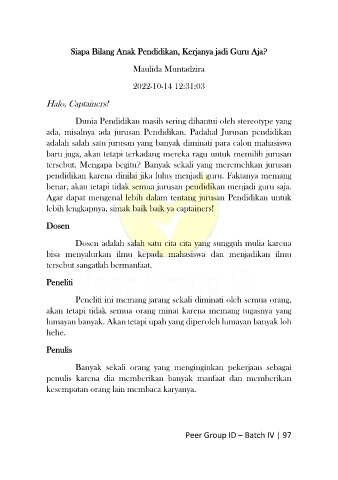 Siapa Bilang Anak Pendidikan, Kerjanya jadi Guru Aja?
Maulida Muntadzira
2022-10-14 12:31:03
Halo, Captainers!
Dunia Pendidikan masih sering dihantui oleh stereotype yang
ada, misalnya ada jurusan Pendidikan. Padahal Jurusan pendidikan
adalah salah satu jurusan yang banyak diminati para calon mahasiswa
baru juga, akan tetapi terkadang mereka ragu untuk memilih jurusan
tersebut. Mengapa begitu? Banyak sekali yang meremehkan jurusan
pendidikan karena dinilai jika lulus menjadi guru. Faktanya memang
benar, akan tetapi tidak semua jurusan pendidikan menjadi guru saja.
Agar dapat mengenal lebih dalam tentang jurusan Pendidikan untuk
lebih lengkapnya, simak baik baik ya captainers!
Dosen
Dosen adalah salah satu cita cita yang sungguh mulia karena
bisa menyalurkan ilmu kepada mahasiswa dan menjadikan ilmu
tersebut sangatlah bermanfaat.
Peer Group ID
Peneliti
Peneliti ini memang jarang sekali diminati oleh semua orang,
akan tetapi tidak semua orang minat karena memang tugasnya yang
lumayan banyak. Akan tetapi upah yang diperoleh lumayan banyak loh
hehe.
Penulis
Banyak sekali orang yang menginginkan pekerjaan sebagai
penulis karena dia memberikan banyak manfaat dan memberikan
kesempatan orang lain membaca karyanya.
Peer Group ID – Batch IV | 97